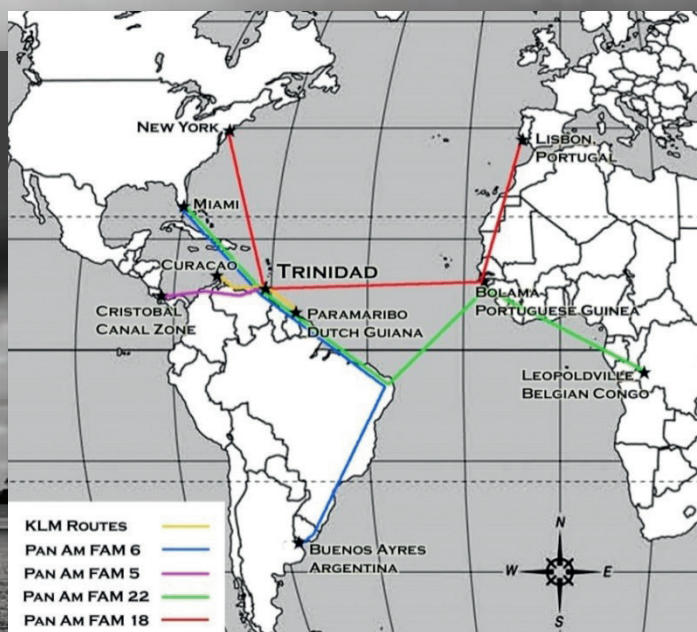 NEW YORK
LISBON,
PORTUGAL
MIAMI
CURACAO
TRINIDAD
CRISTOBAL
CANAL ZONE
PARAMARIBO
DUTCH GUIANA
BOLAMA
PORTUGUESE GUINEA
LEOPOLDVILLE
BELGIAN CONGO
BUENOS AYRES
ARGENTINA
KLM ROUTES
PAN AM FAM 6
PAN AM FAM 5
PAN AM FAM 22
PAN AM FAM 18
N
W
E
S